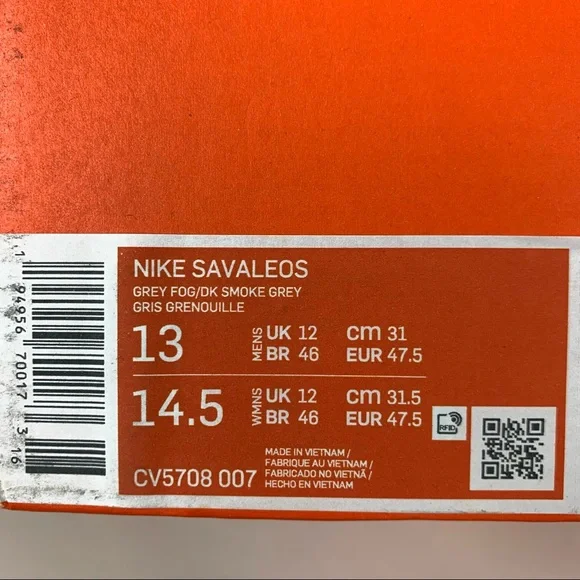 NIKE SAVALEOS
GREY FOG/DK SMOKE GREY
GRIS GRENOUILLE
13 MENS UK 12 cm 31
BR 46 EUR 47.5
14.5 WMNS UK 12 cm 31.5
BR 46 EUR 47.5
RFID
CV5708 007
MADE IN VIETNAM /
FABRIQUE AU VIETNAM /
FABRICADO NO VIETNÃ /
HECHO EN VIETNAM
1 94956 70017 3 16